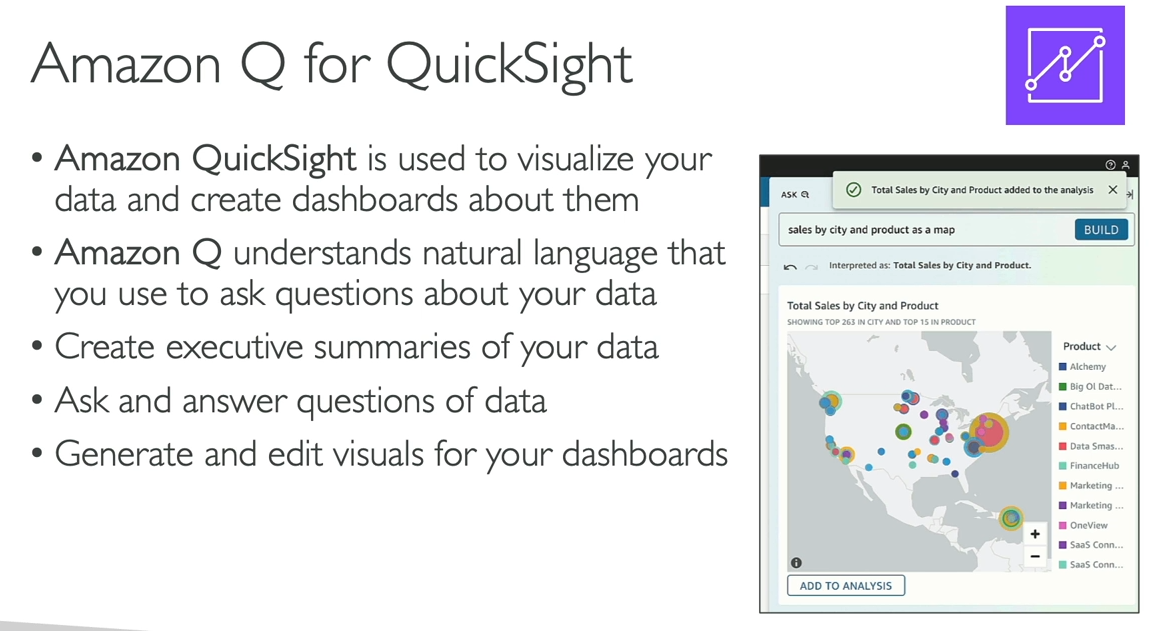 Amazon Q for QuickSight
• Amazon QuickSight is used to visualize your
data and create dashboards about them
• Amazon Q understands natural language that
you use to ask questions about your data
• Create executive summaries of your data
• Ask and answer questions of data
• Generate and edit visuals for your dashboards
ASK
Total Sales by City and Product added to the analysis
sales by city and product as a map
BUILD
Interpreted as: Total Sales by City and Product.
Total Sales by City and Product
SHOWING TOP 263 IN CITY AND TOP 15 IN PRODUCT
Product
Alchemy
Big Ol Dat...
ChatBot Pl...
ContactMa...
Data Smas...
FinanceHub
Marketing ...
Marketing ...
OneView
SaaS Conn...
SaaS Conn...
ADD TO ANALYSIS